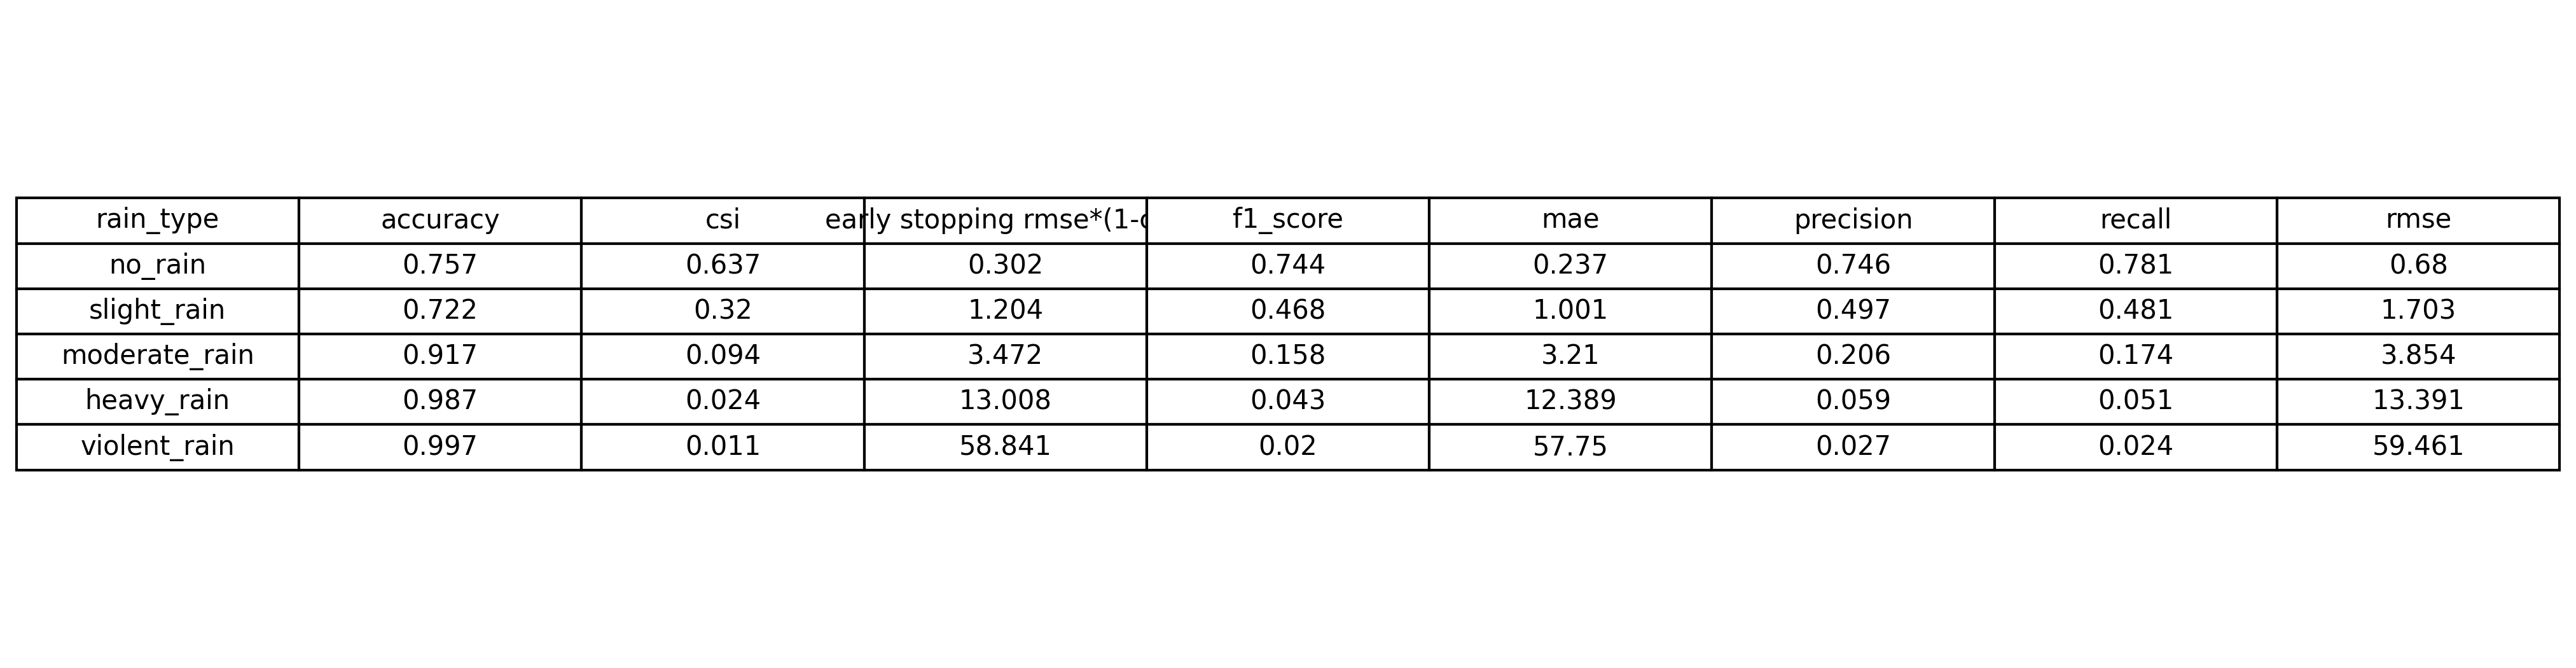 rain_type accuracy csi early stopping rmse*(1-c f1_score mae precision recall rmse
no_rain 0.757 0.637 0.302 0.744 0.237 0.746 0.781 0.68
slight_rain 0.722 0.32 1.204 0.468 1.001 0.497 0.481 1.703
moderate_rain 0.917 0.094 3.472 0.158 3.21 0.206 0.174 3.854
heavy_rain 0.987 0.024 13.008 0.043 12.389 0.059 0.051 13.391
violent_rain 0.997 0.011 58.841 0.02 57.75 0.027 0.024 59.461